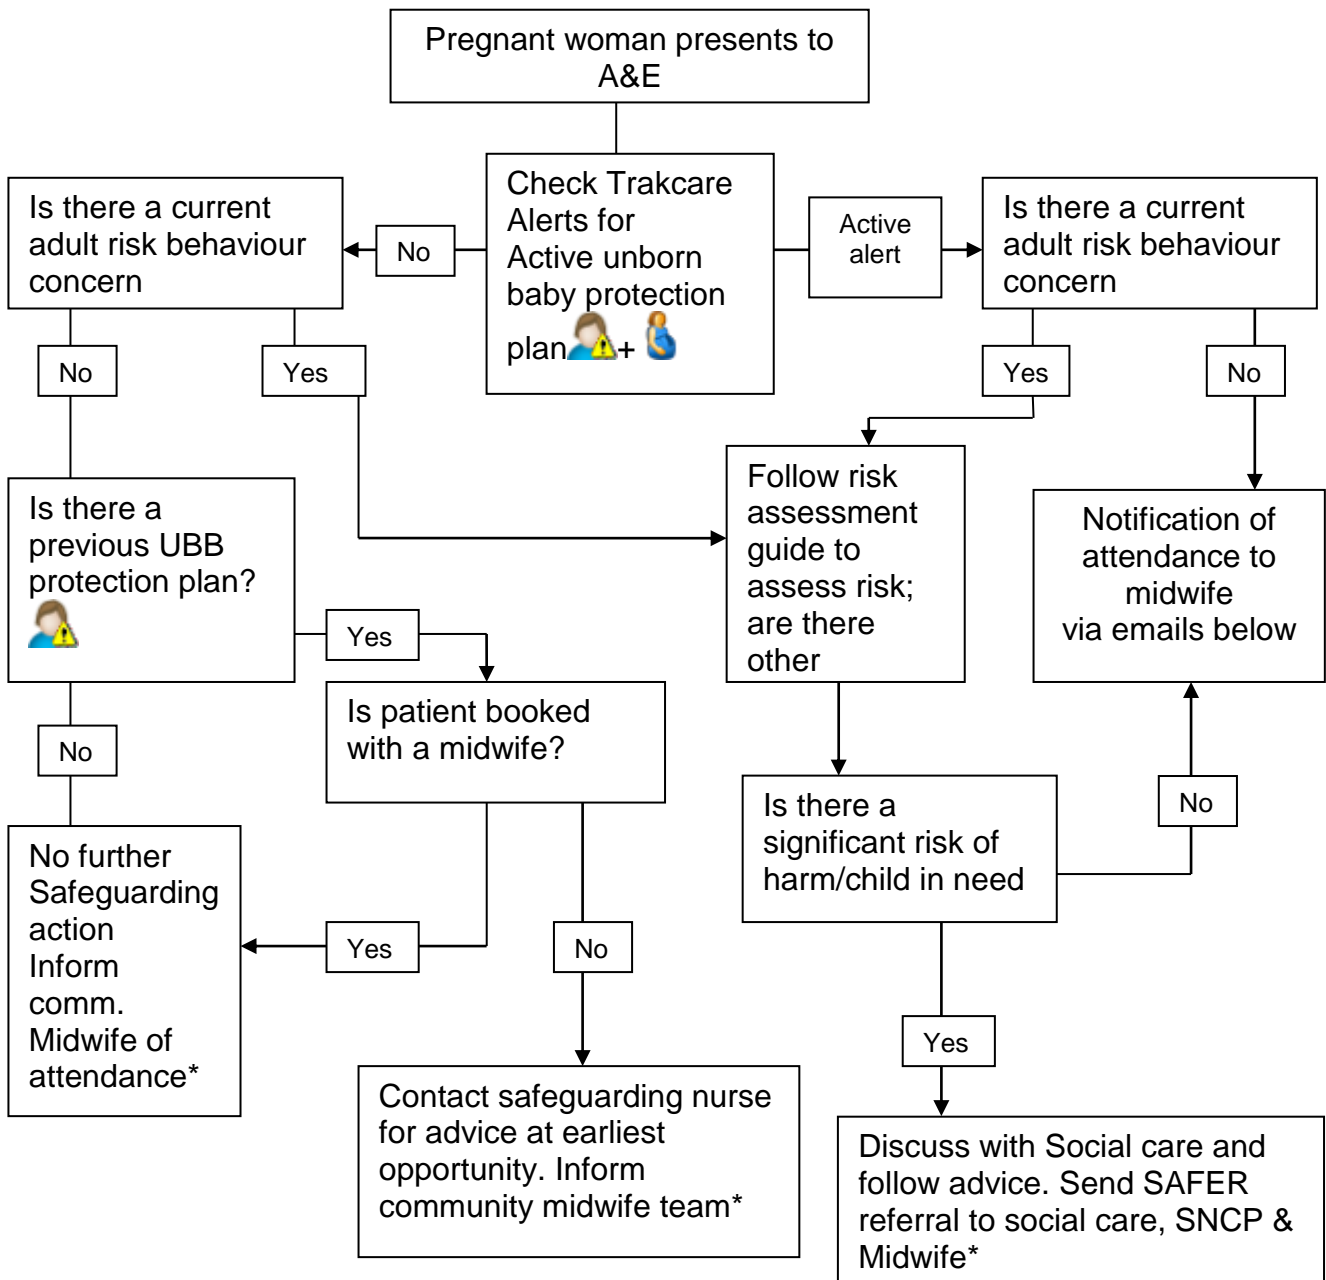 Pregnant woman presents to
A&E
Check Trakcare
Alerts for
Active unborn
baby protection
plan +
No
Active
alert
Is there a current
adult risk behaviour
concern
Is there a current
adult risk behaviour
concern
No
Yes
Yes
No
Is there a
previous UBB
protection plan?
Follow risk
assessment
guide to
assess risk;
are there
other
Notification of
attendance to
midwife
via emails below
Yes
No
Is patient booked
with a midwife?
Is there a
significant risk of
harm/child in need
No
No further
Safeguarding
action
Inform
comm.
Midwife of
attendance*
Yes
No
Yes
Contact safeguarding nurse
for advice at earliest
opportunity. Inform
community midwife team*
Discuss with Social care and
follow advice. Send SAFER
referral to social care, SNCP &
Midwife*